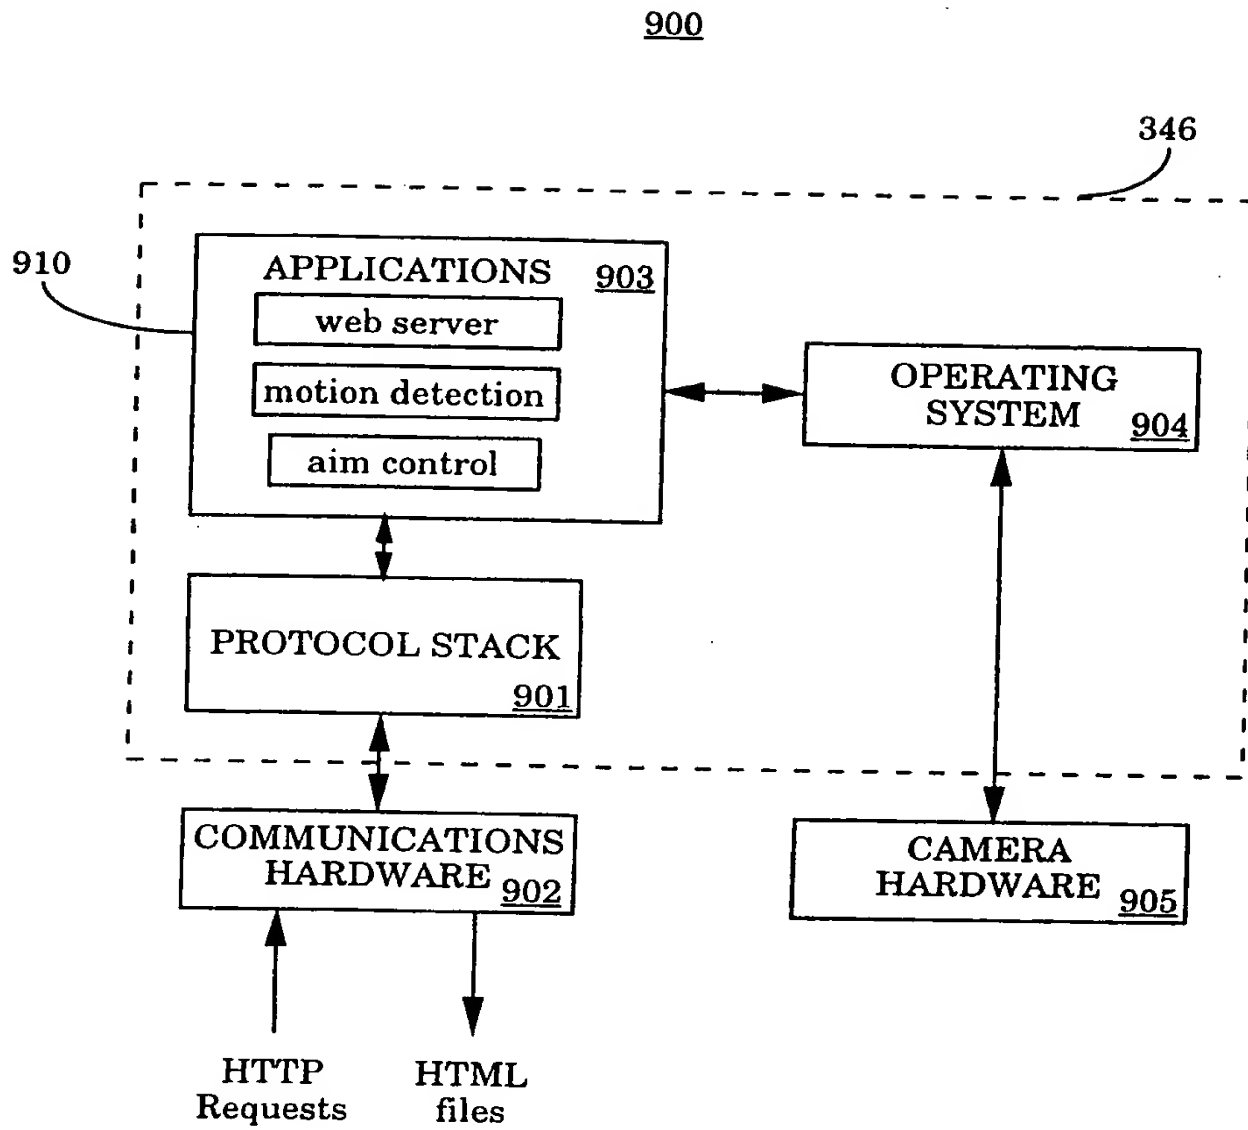 900
346
910
APPLICATIONS
903
web server
motion detection
aim control
OPERATING
SYSTEM
904
PROTOCOL STACK
901
COMMUNICATIONS
HARDWARE
902
CAMERA
HARDWARE
905
HTTP
Requests
HTML
files